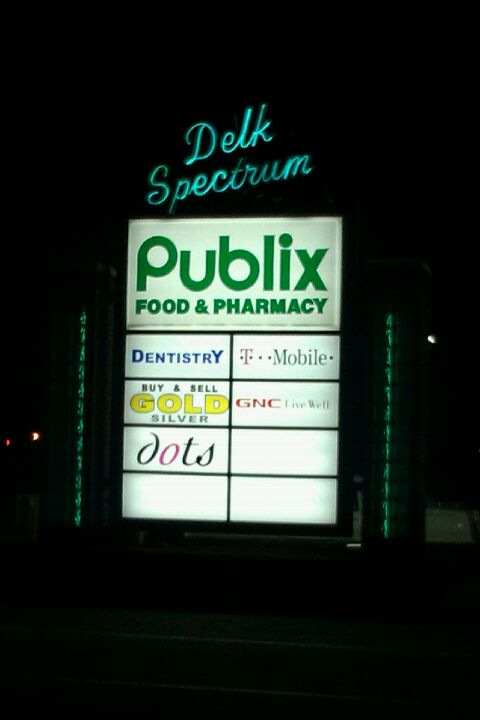 Delk
Spectrum
Publix
FOOD & PHARMACY
DENTISTRY
T··Mobile·
BUY & SELL
GOLD
SILVER
GNC Live Well
dots